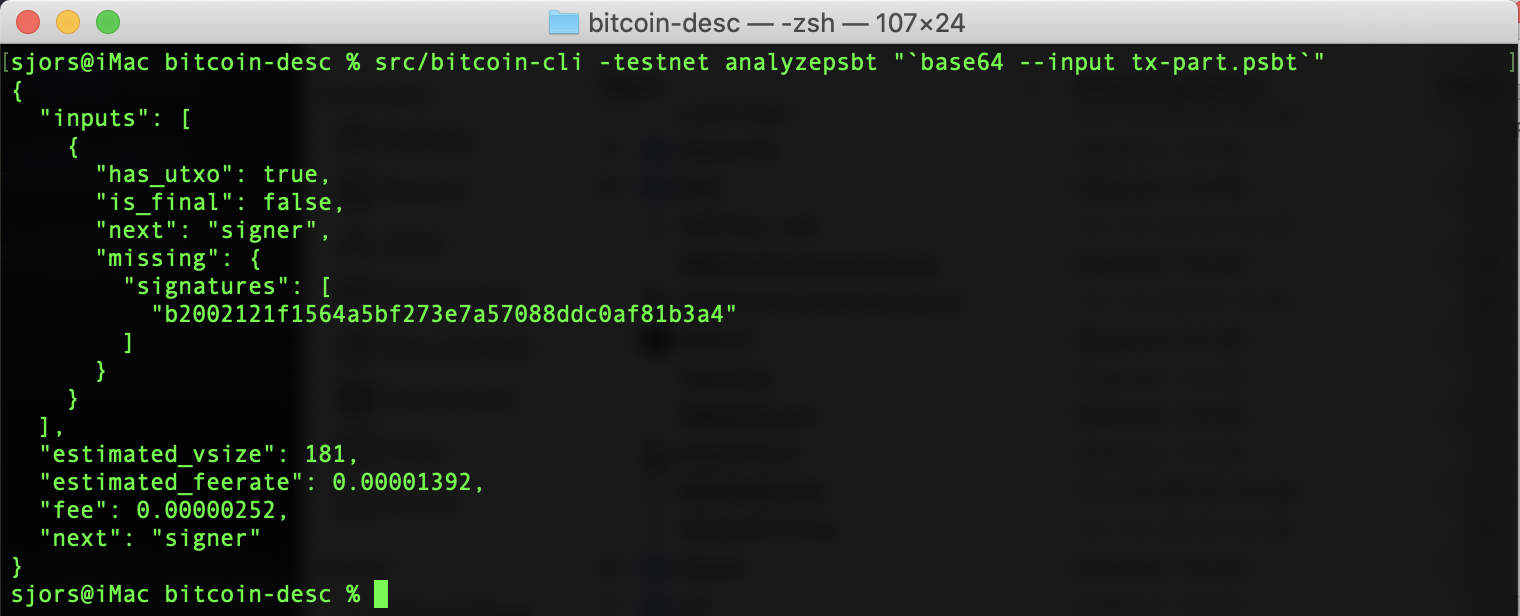 bitcoin-desc — -zsh — 107×24
[sjors@iMac bitcoin-desc % src/bitcoin-cli -testnet analyzepsbt "`base64 --input tx-part.psbt`" ]
{
  "inputs": [
    {
      "has_utxo": true,
      "is_final": false,
      "next": "signer",
      "missing": {
        "signatures": [
          "b2002121f1564a5bf273e7a57088ddc0af81b3a4"
        ]
      }
    }
  ],
  "estimated_vsize": 181,
  "estimated_feerate": 0.00001392,
  "fee": 0.00000252,
  "next": "signer"
}
sjors@iMac bitcoin-desc %